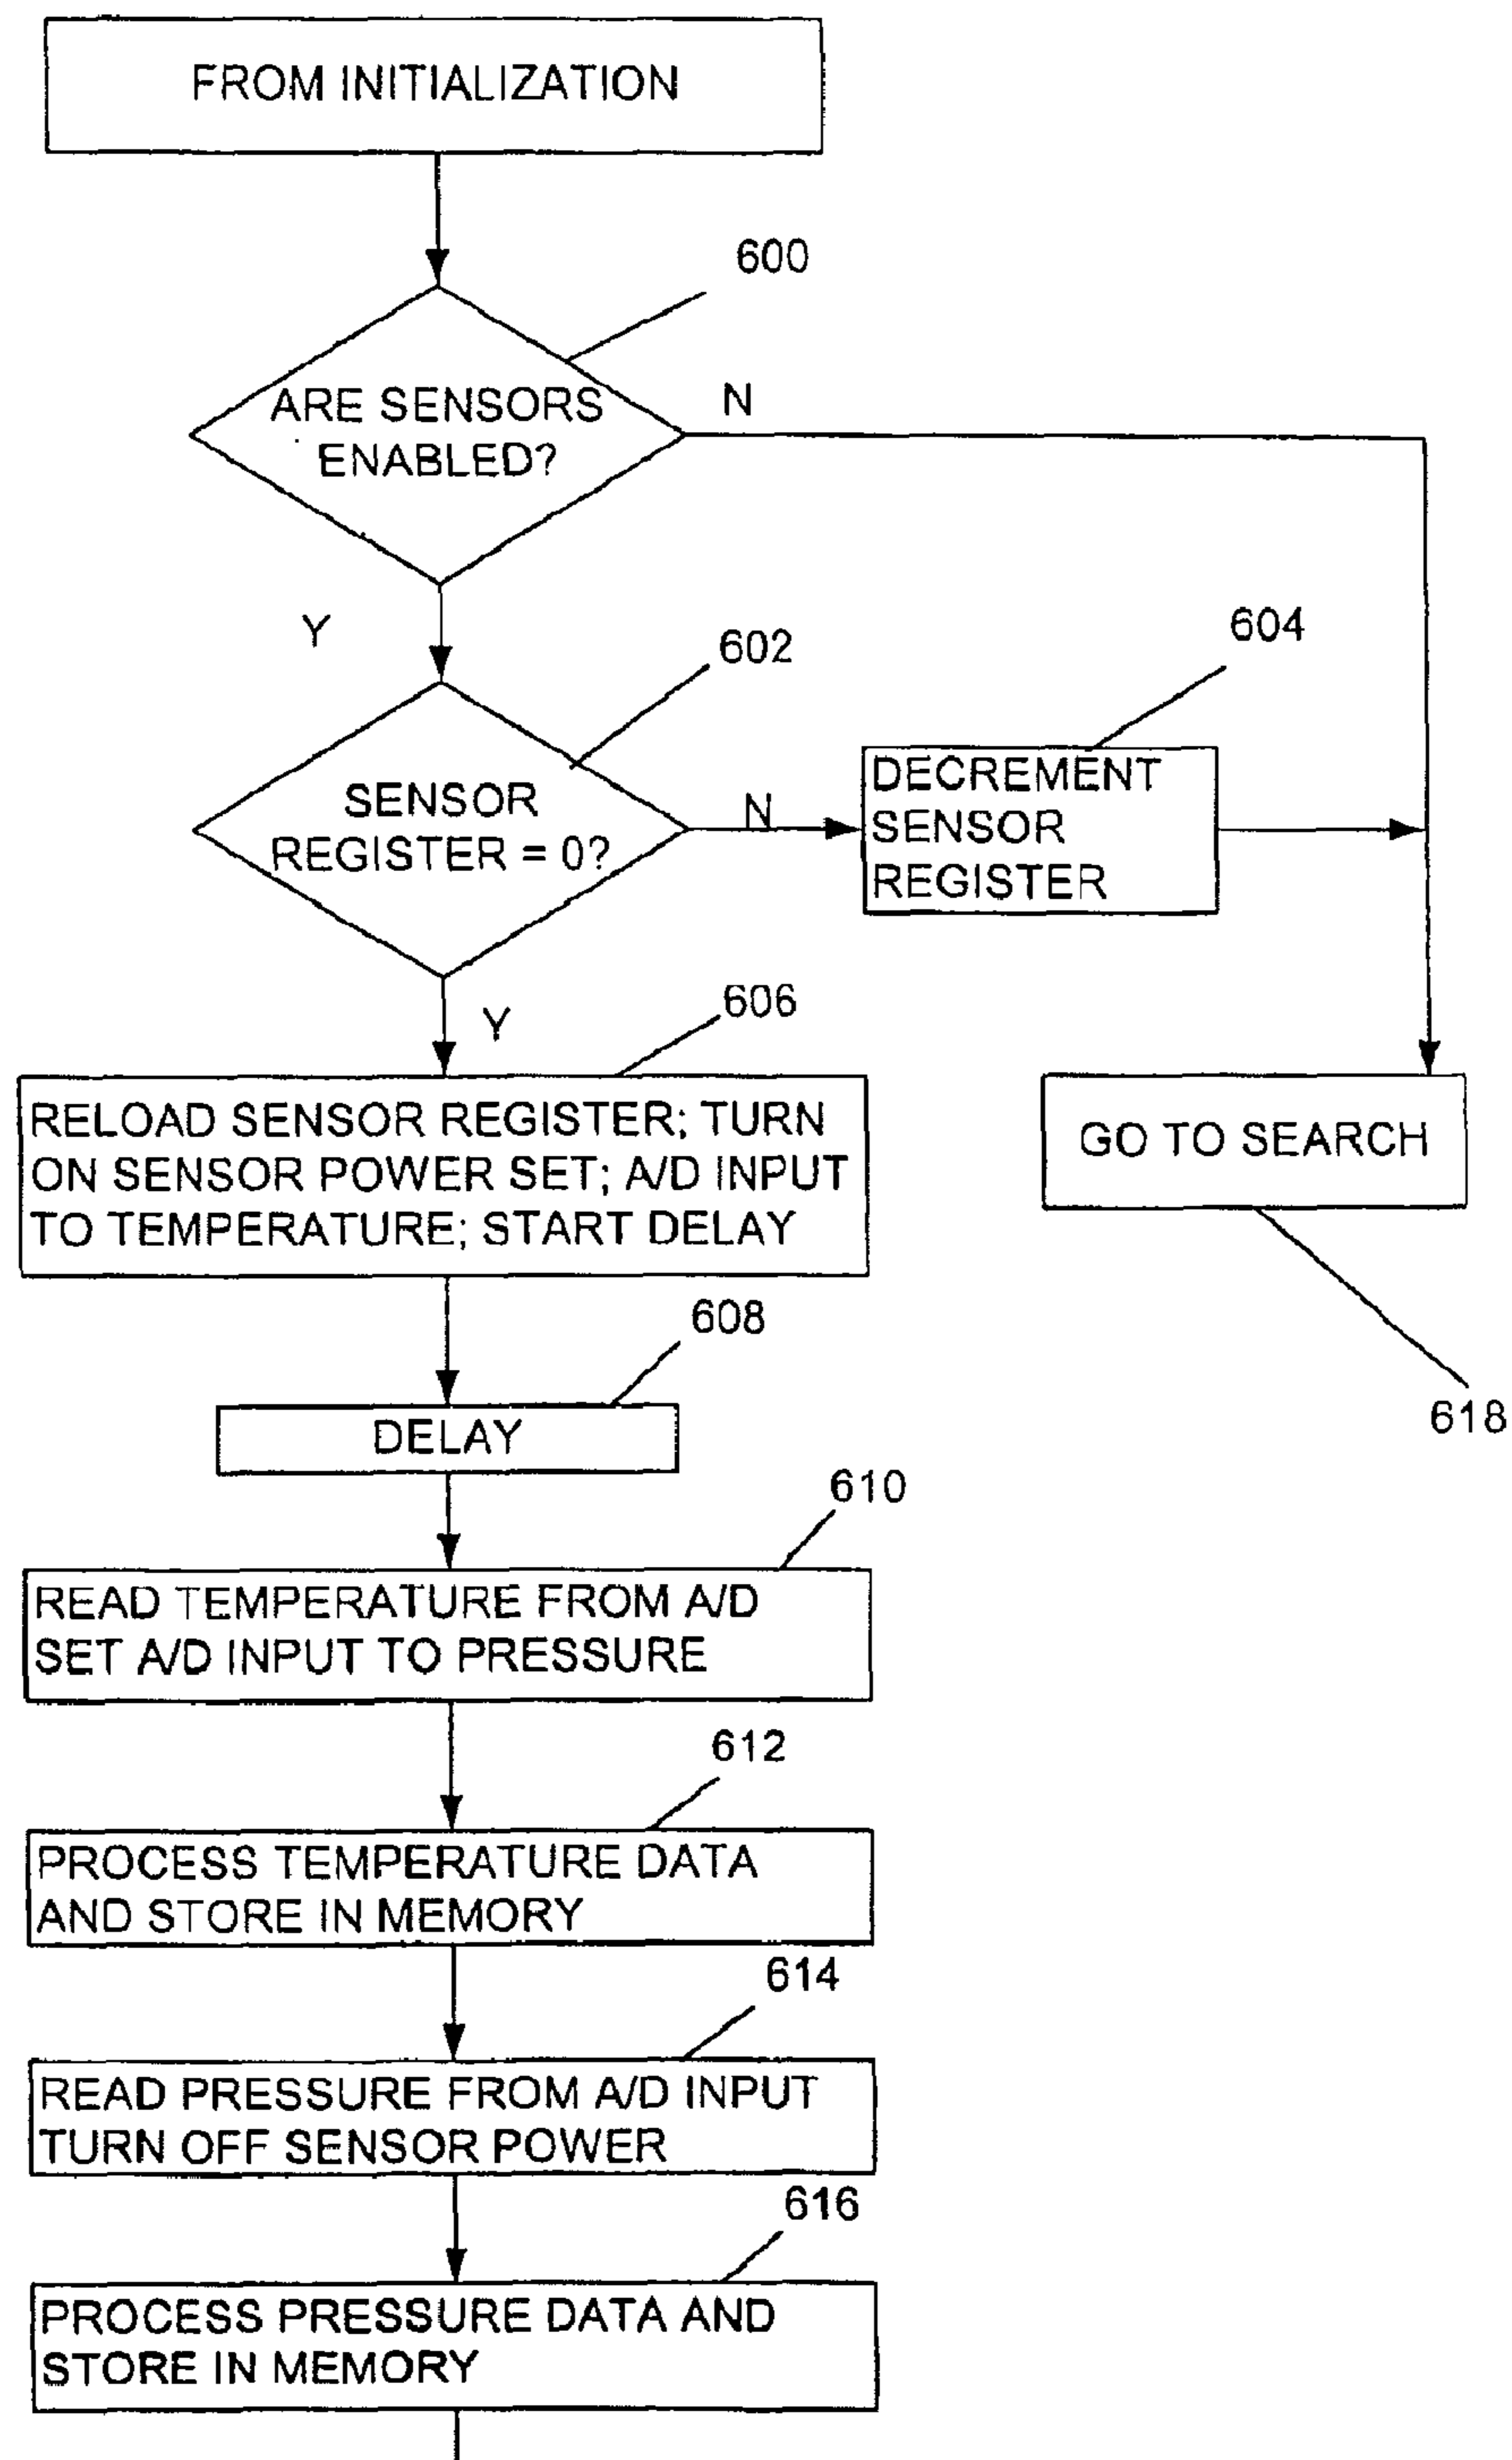 FROM INITIALIZATION
600
ARE SENSORS
ENABLED?
N
Y
602
604
SENSOR
REGISTER = 0?
N
DECREMENT
SENSOR
REGISTER
Y
606
RELOAD SENSOR REGISTER; TURN
ON SENSOR POWER SET; A/D INPUT
TO TEMPERATURE; START DELAY
GO TO SEARCH
618
608
DELAY
610
READ TEMPERATURE FROM A/D
SET A/D INPUT TO PRESSURE
612
PROCESS TEMPERATURE DATA
AND STORE IN MEMORY
614
READ PRESSURE FROM A/D INPUT
TURN OFF SENSOR POWER
616
PROCESS PRESSURE DATA AND
STORE IN MEMORY